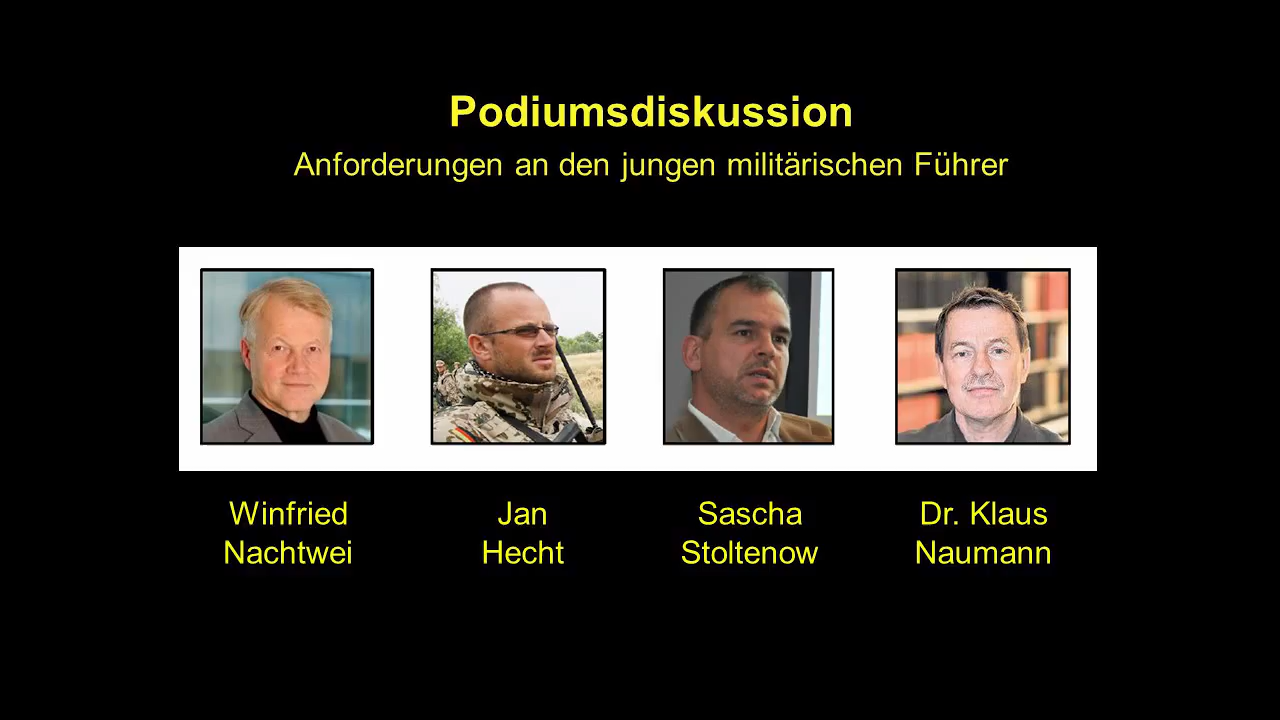 Podiumsdiskussion
Anforderungen an den jungen militärischen Führer
Winfried
Nachtwei
Jan
Hecht
Sascha
Stoltenow
Dr. Klaus
Naumann